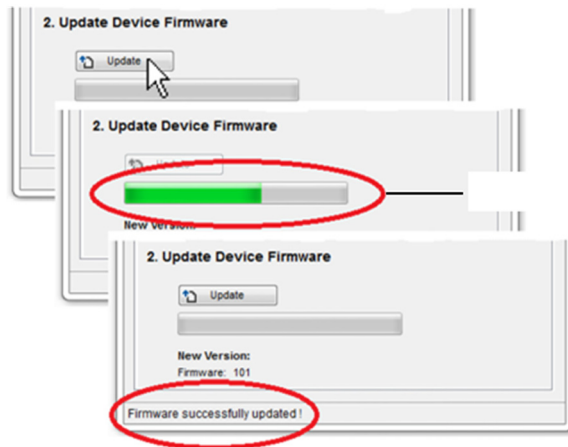 2. Update Device Firmware
Update
2. Update Device Firmware
Update
New Version:
2. Update Device Firmware
Update
New Version:
Firmware: 101
Firmware successfully updated !